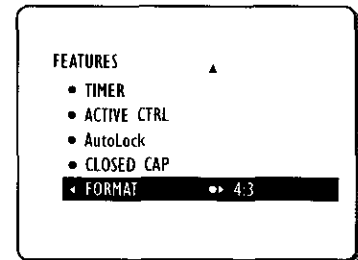 FEATURES
• TIMER
• ACTIVE CTRL
• AutoLock
• CLOSED CAP
FORMAT 4:3